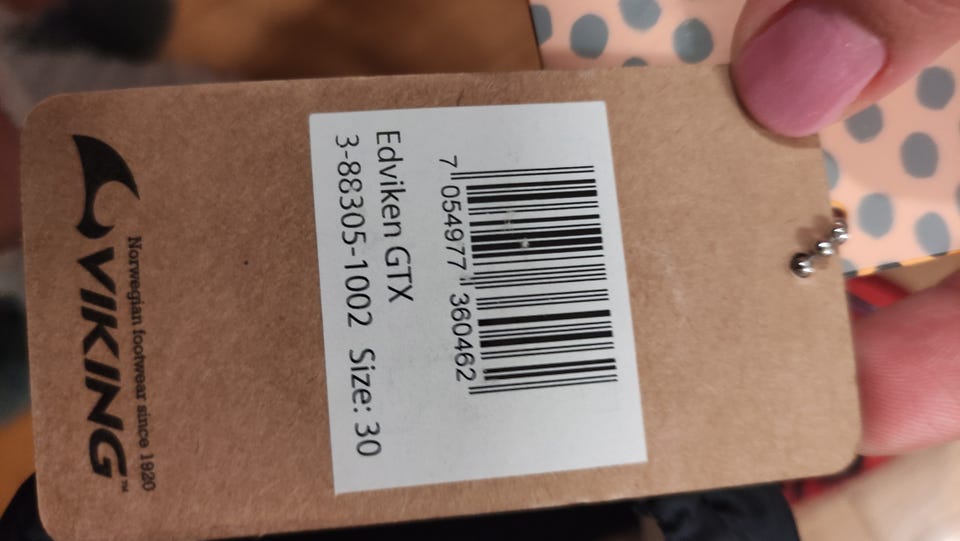 7 054977 360462
Edviken GTX
3-88305-1002 Size: 30
Norwegian footwear since 1920
VIKING™